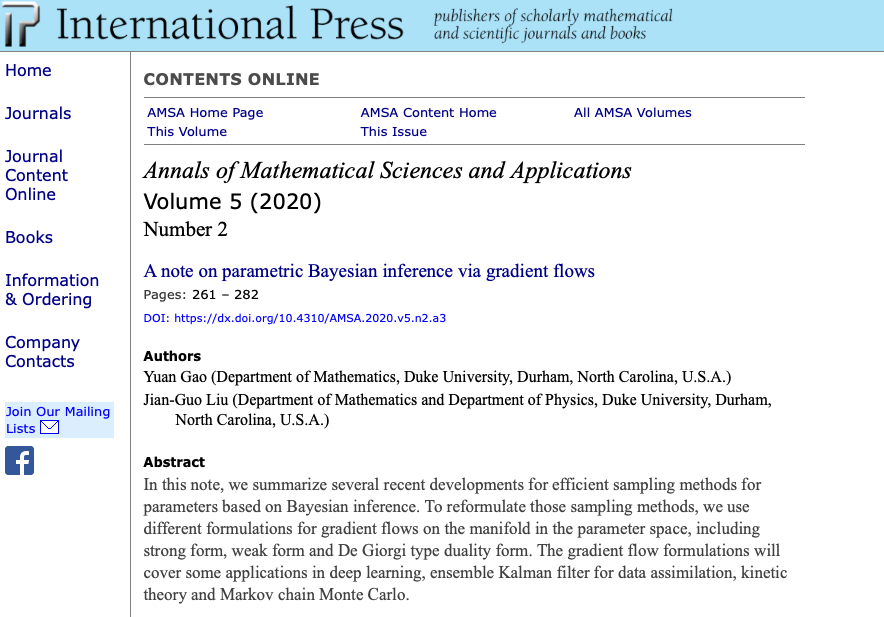 International Press
publishers of scholarly mathematical
and scientific journals and books
Home
Journals
Journal
Content
Online
Books
Information
& Ordering
Company
Contacts
Join Our Mailing
Lists
CONTENTS ONLINE
AMSA Home Page
AMSA Content Home
All AMSA Volumes
This Volume
This Issue
Annals of Mathematical Sciences and Applications
Volume 5 (2020)
Number 2
A note on parametric Bayesian inference via gradient flows
Pages: 261 – 282
DOI: https://dx.doi.org/10.4310/AMSA.2020.v5.n2.a3
Authors
Yuan Gao (Department of Mathematics, Duke University, Durham, North Carolina, U.S.A.)
Jian-Guo Liu (Department of Mathematics and Department of Physics, Duke University, Durham,
North Carolina, U.S.A.)
Abstract
In this note, we summarize several recent developments for efficient sampling methods for
parameters based on Bayesian inference. To reformulate those sampling methods, we use
different formulations for gradient flows on the manifold in the parameter space, including
strong form, weak form and De Giorgi type duality form. The gradient flow formulations will
cover some applications in deep learning, ensemble Kalman filter for data assimilation, kinetic
theory and Markov chain Monte Carlo.